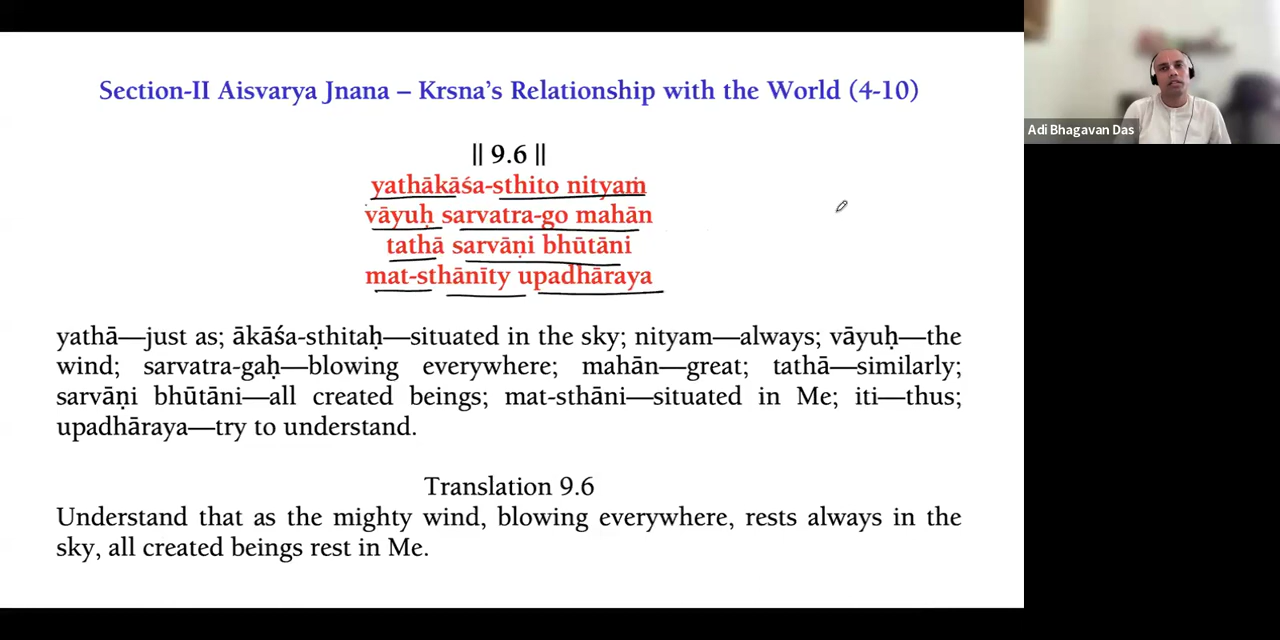 Section-II Aisvarya Jnana – Krsna’s Relationship with the World (4-10)
|| 9.6 ||
yathākāśa-sthito nityaṁ
vāyuḥ sarvatra-go mahān
tathā sarvāṇi bhūtāni
mat-sthānīty upadhāraya
yathā—just as; ākāśa-sthitaḥ—situated in the sky; nityam—always; vāyuḥ—the
wind; sarvatra-gaḥ—blowing everywhere; mahān—great; tathā—similarly;
sarvāṇi bhūtāni—all created beings; mat-sthāni—situated in Me; iti—thus;
upadhāraya—try to understand.
Translation 9.6
Understand that as the mighty wind, blowing everywhere, rests always in the
sky, all created beings rest in Me.
Adi Bhagavan Das